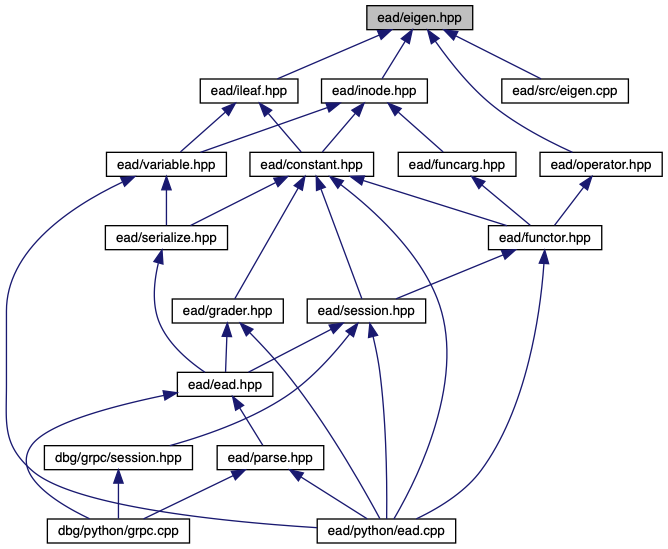 ead/eigen.hpp
ead/ileaf.hpp
ead/inode.hpp
ead/src/eigen.cpp
ead/variable.hpp
ead/constant.hpp
ead/funcarg.hpp
ead/operator.hpp
ead/serialize.hpp
ead/functor.hpp
ead/grader.hpp
ead/session.hpp
ead/ead.hpp
dbg/grpc/session.hpp
ead/parse.hpp
dbg/python/grpc.cpp
ead/python/ead.cpp